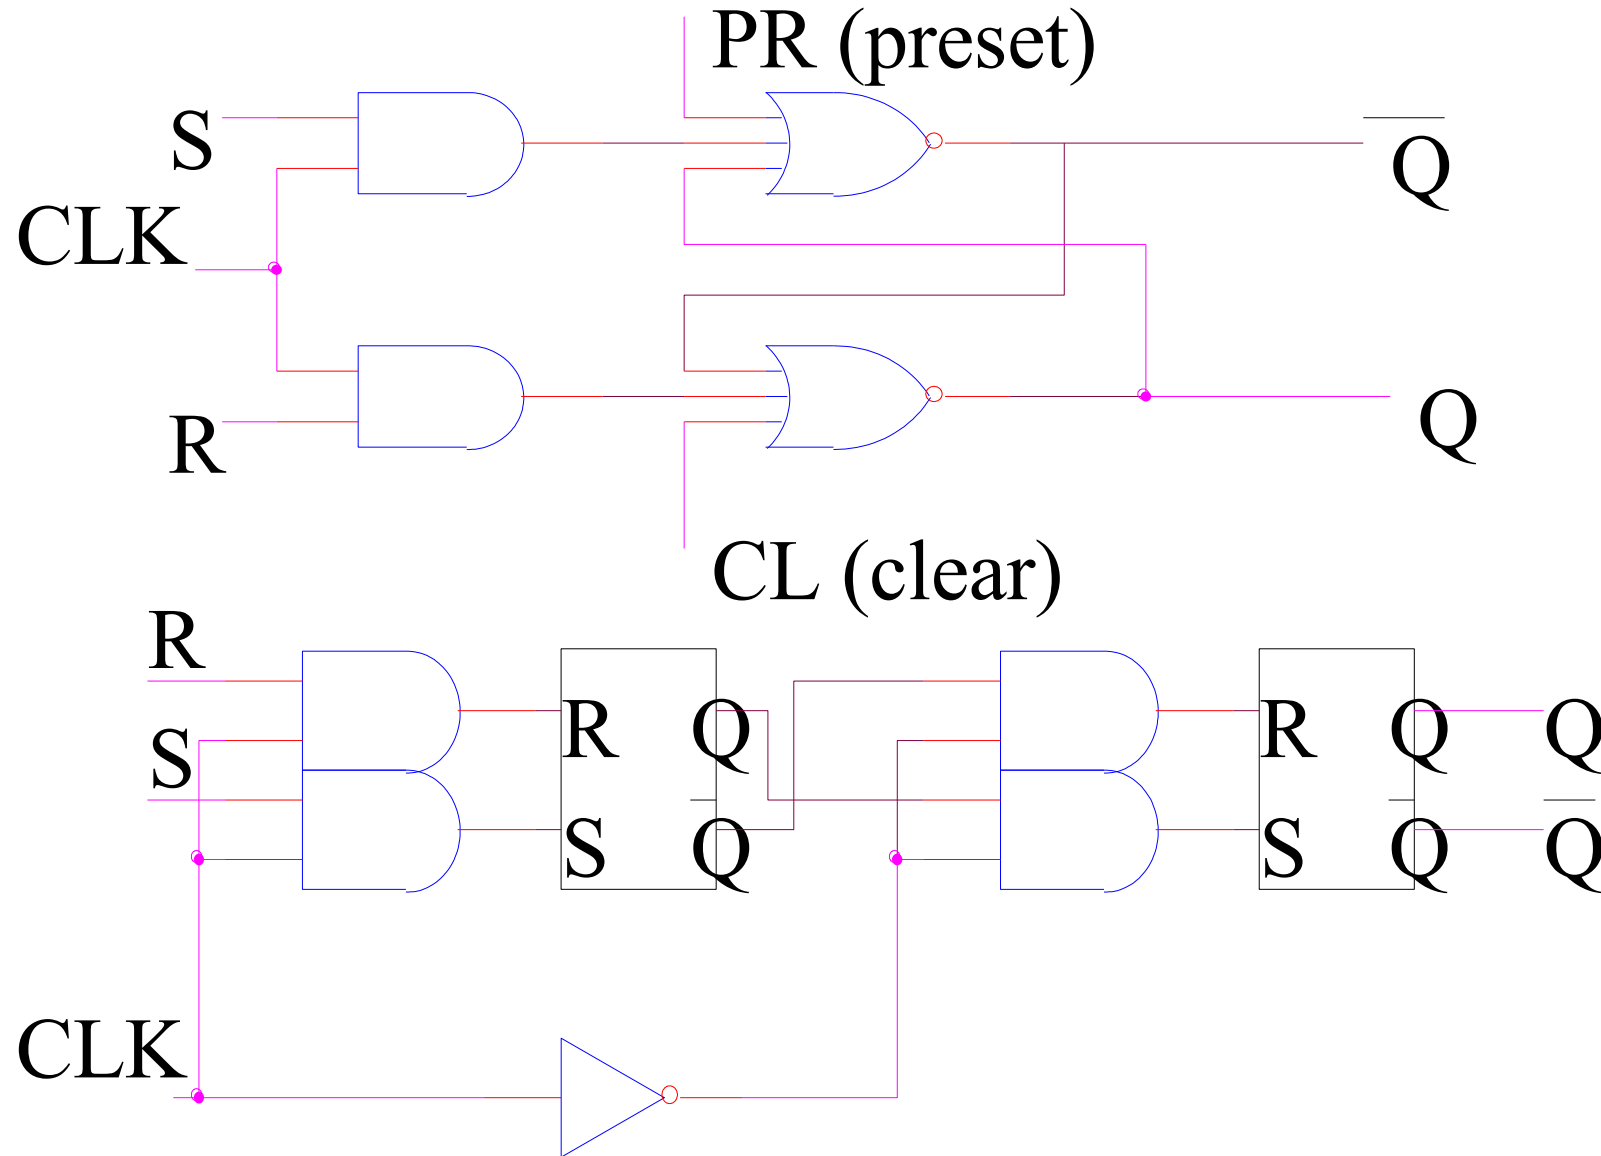 PR (preset)
S
Q̅
CLK
R
Q
CL (clear)
R
S
R Q R Q Q
S Q̅ S Q̅ Q̅
CLK